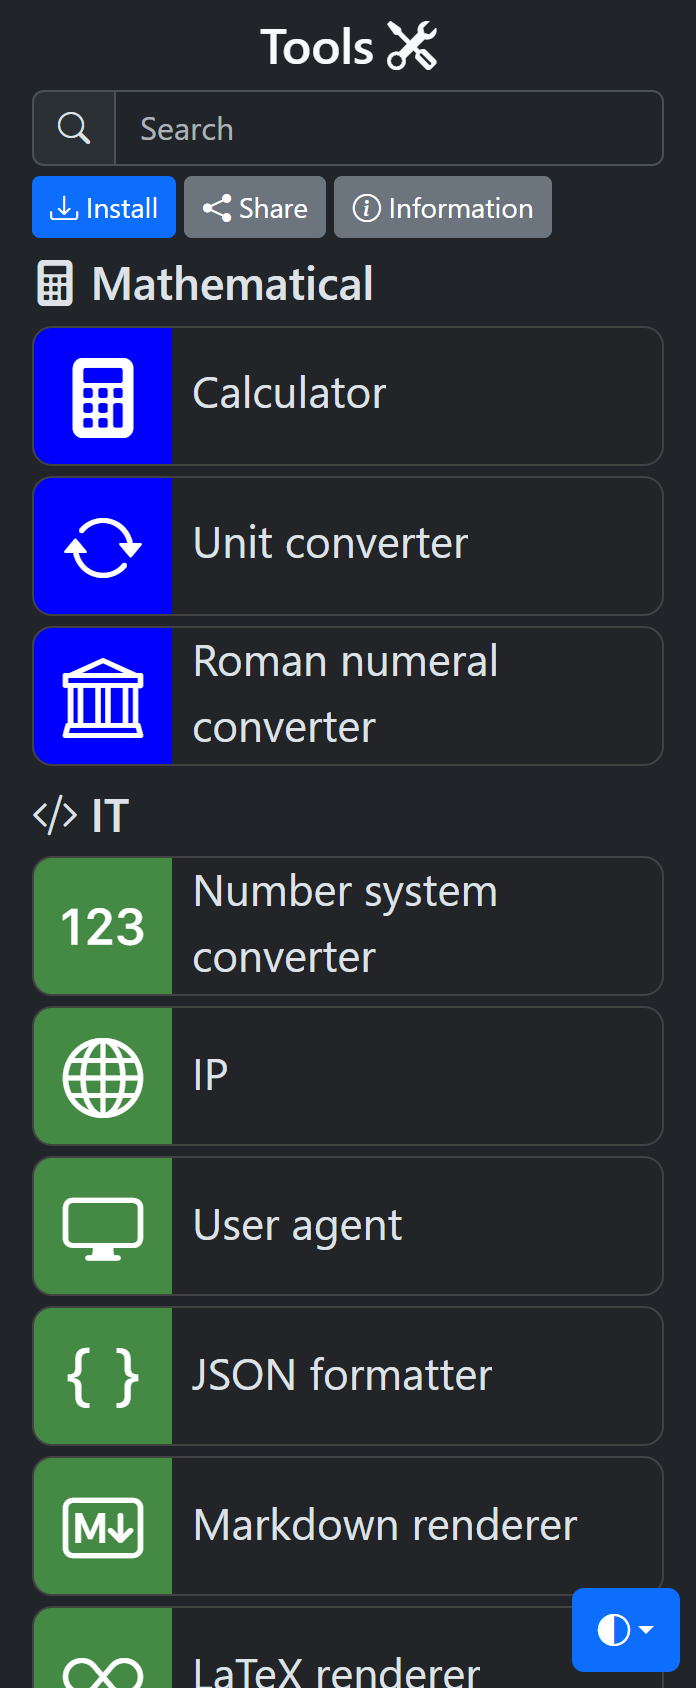 Tools
Search
Install Share Information
Mathematical
Calculator
Unit converter
Roman numeral
converter
</> IT
123
Number system
converter
IP
User agent
{ } JSON formatter
M Markdown renderer
LaTeX renderer